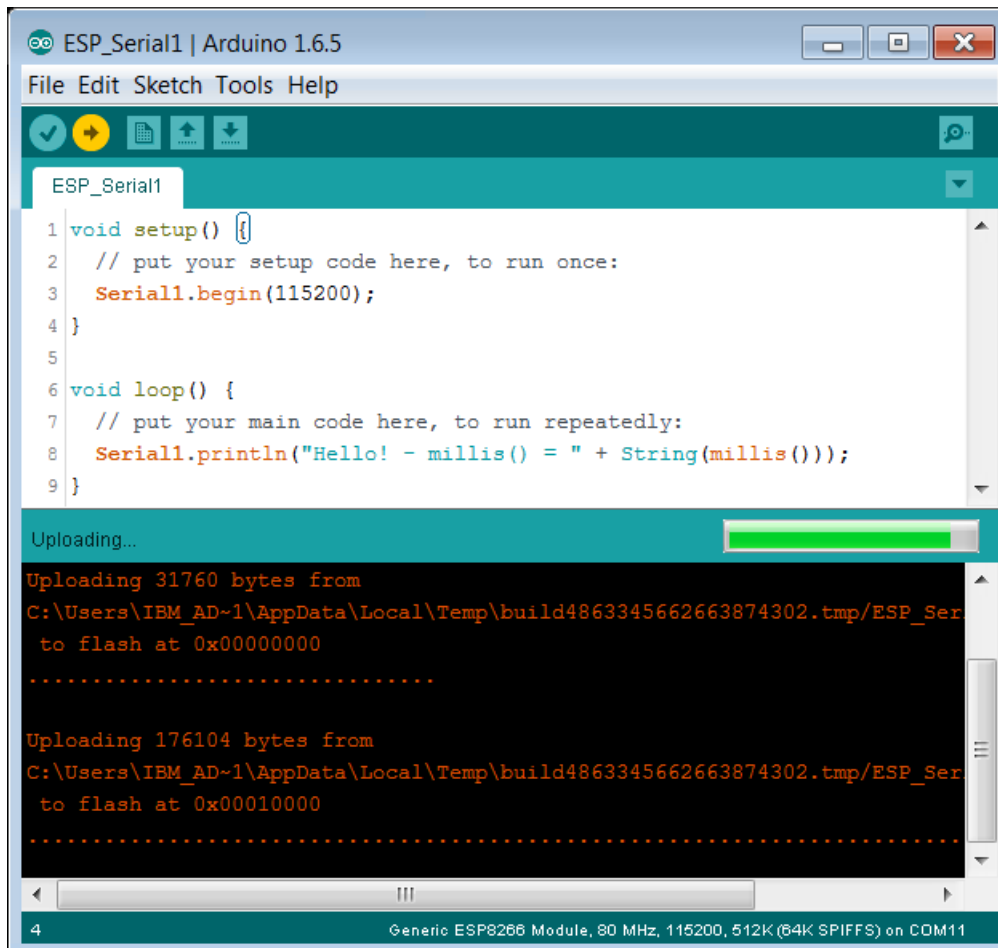 ESP_Serial1 | Arduino 1.6.5
File Edit Sketch Tools Help
ESP_Serial1
1 void setup() {
2 // put your setup code here, to run once:
3 Serial1.begin(115200);
4 }
5
6 void loop() {
7 // put your main code here, to run repeatedly:
8 Serial1.println("Hello! - millis() = " + String(millis()));
9 }
Uploading...
Uploading 31760 bytes from
C:\Users\IBM_AD~1\AppData\Local\Temp\build4863345662663874302.tmp/ESP_Ser
to flash at 0x00000000
................................
Uploading 176104 bytes from
C:\Users\IBM_AD~1\AppData\Local\Temp\build4863345662663874302.tmp/ESP_Ser
to flash at 0x00010000
.........................................................................
4
Generic ESP8266 Module, 80 MHz, 115200, 512K (64K SPIFFS) on COM11